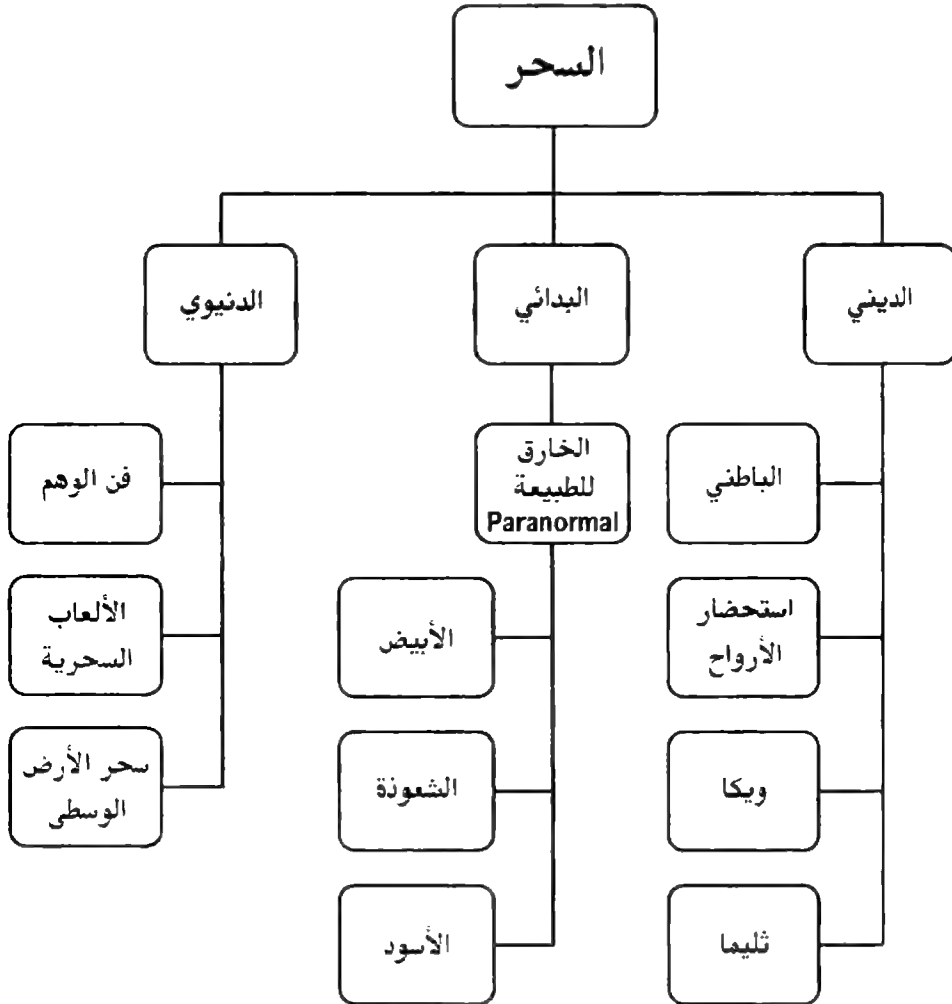 السحر
الديني
البدائي
الدنيوي
الباطني
استحضار
الأرواح
ويكا
ثليما
الخارق
للطبيعة
Paranormal
الأبيض
الشعوذة
الأسود
فن الوهم
الألعاب
السحرية
سحر الأرض
الوسطى